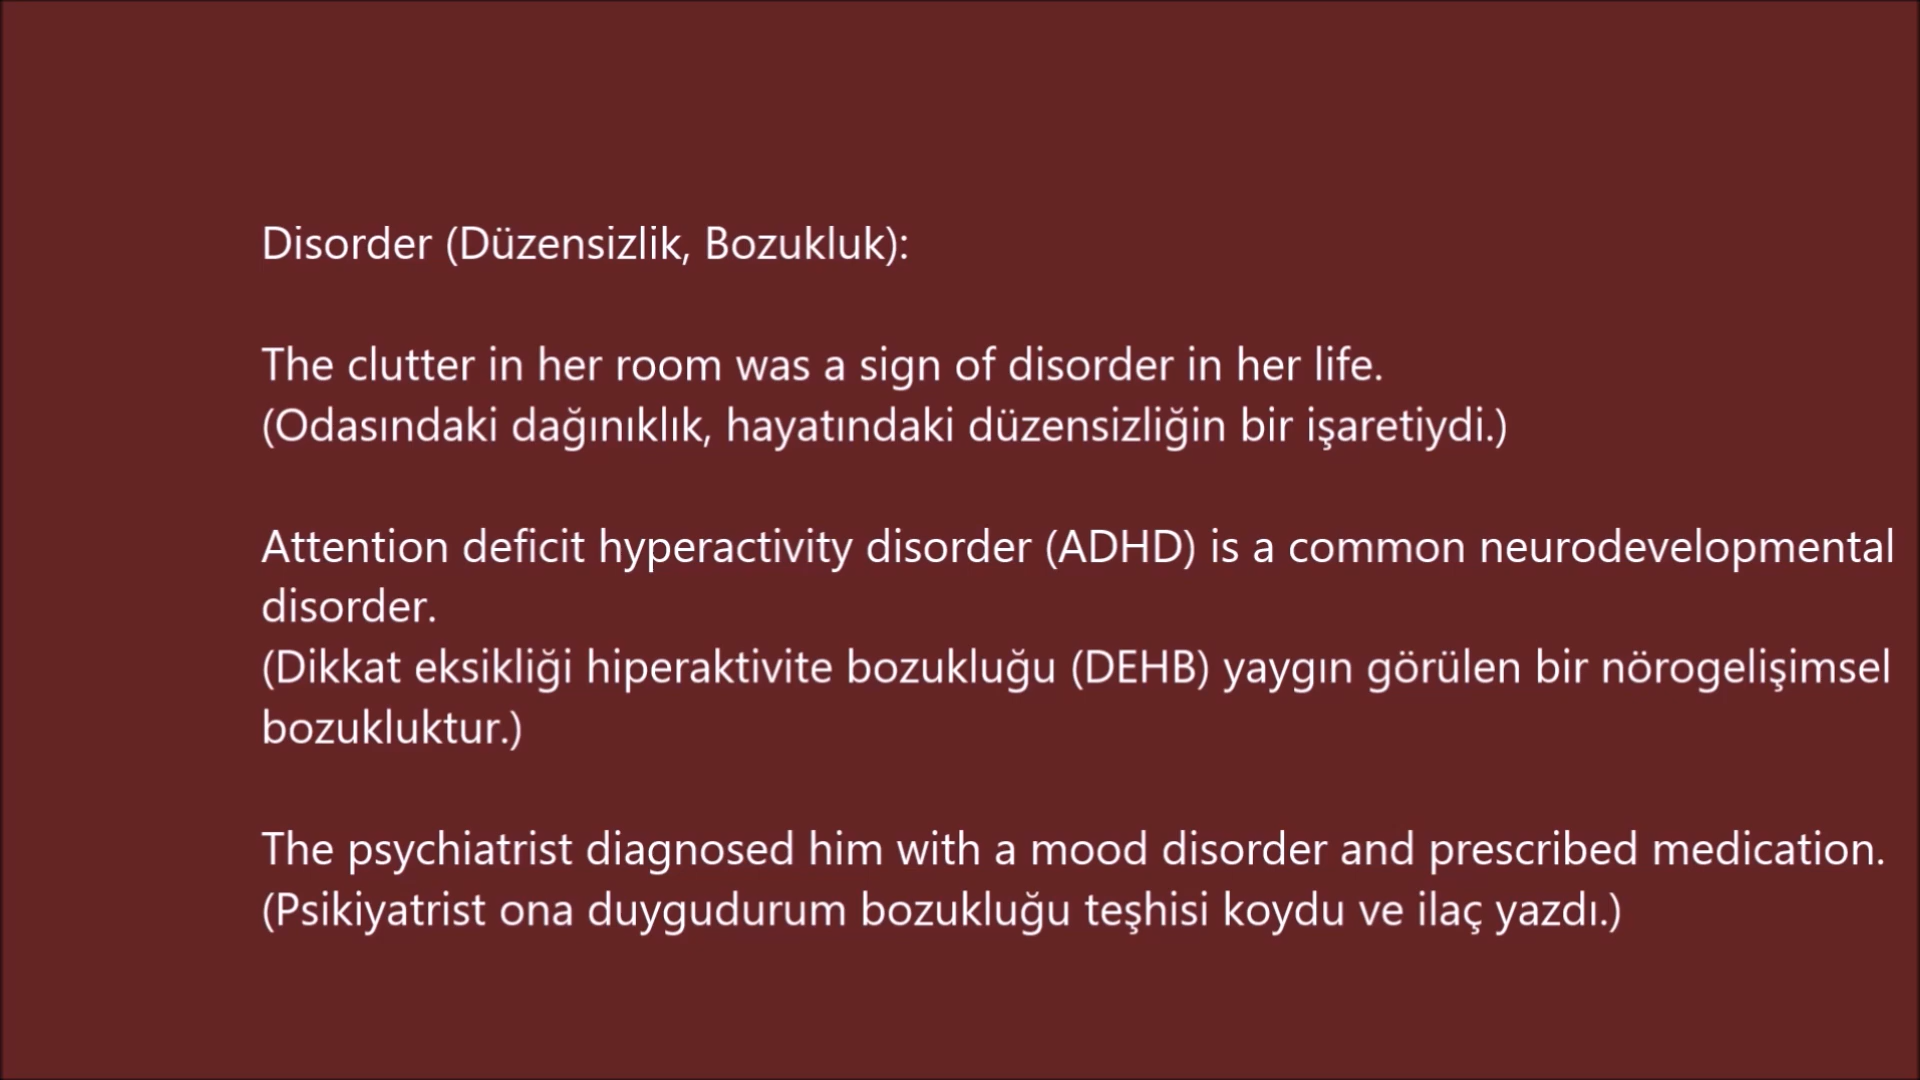 Disorder (Düzensizlik, Bozukluk):
The clutter in her room was a sign of disorder in her life.
(Odasındaki dağınıklık, hayatındaki düzensizliğin bir işaretiydi.)
Attention deficit hyperactivity disorder (ADHD) is a common neurodevelopmental
disorder.
(Dikkat eksikliği hiperaktivite bozukluğu (DEHB) yaygın görülen bir nörogelişimsel
bozukluktur.)
The psychiatrist diagnosed him with a mood disorder and prescribed medication.
(Psikiyatrist ona duygudurum bozukluğu teşhisi koydu ve ilaç yazdı.)